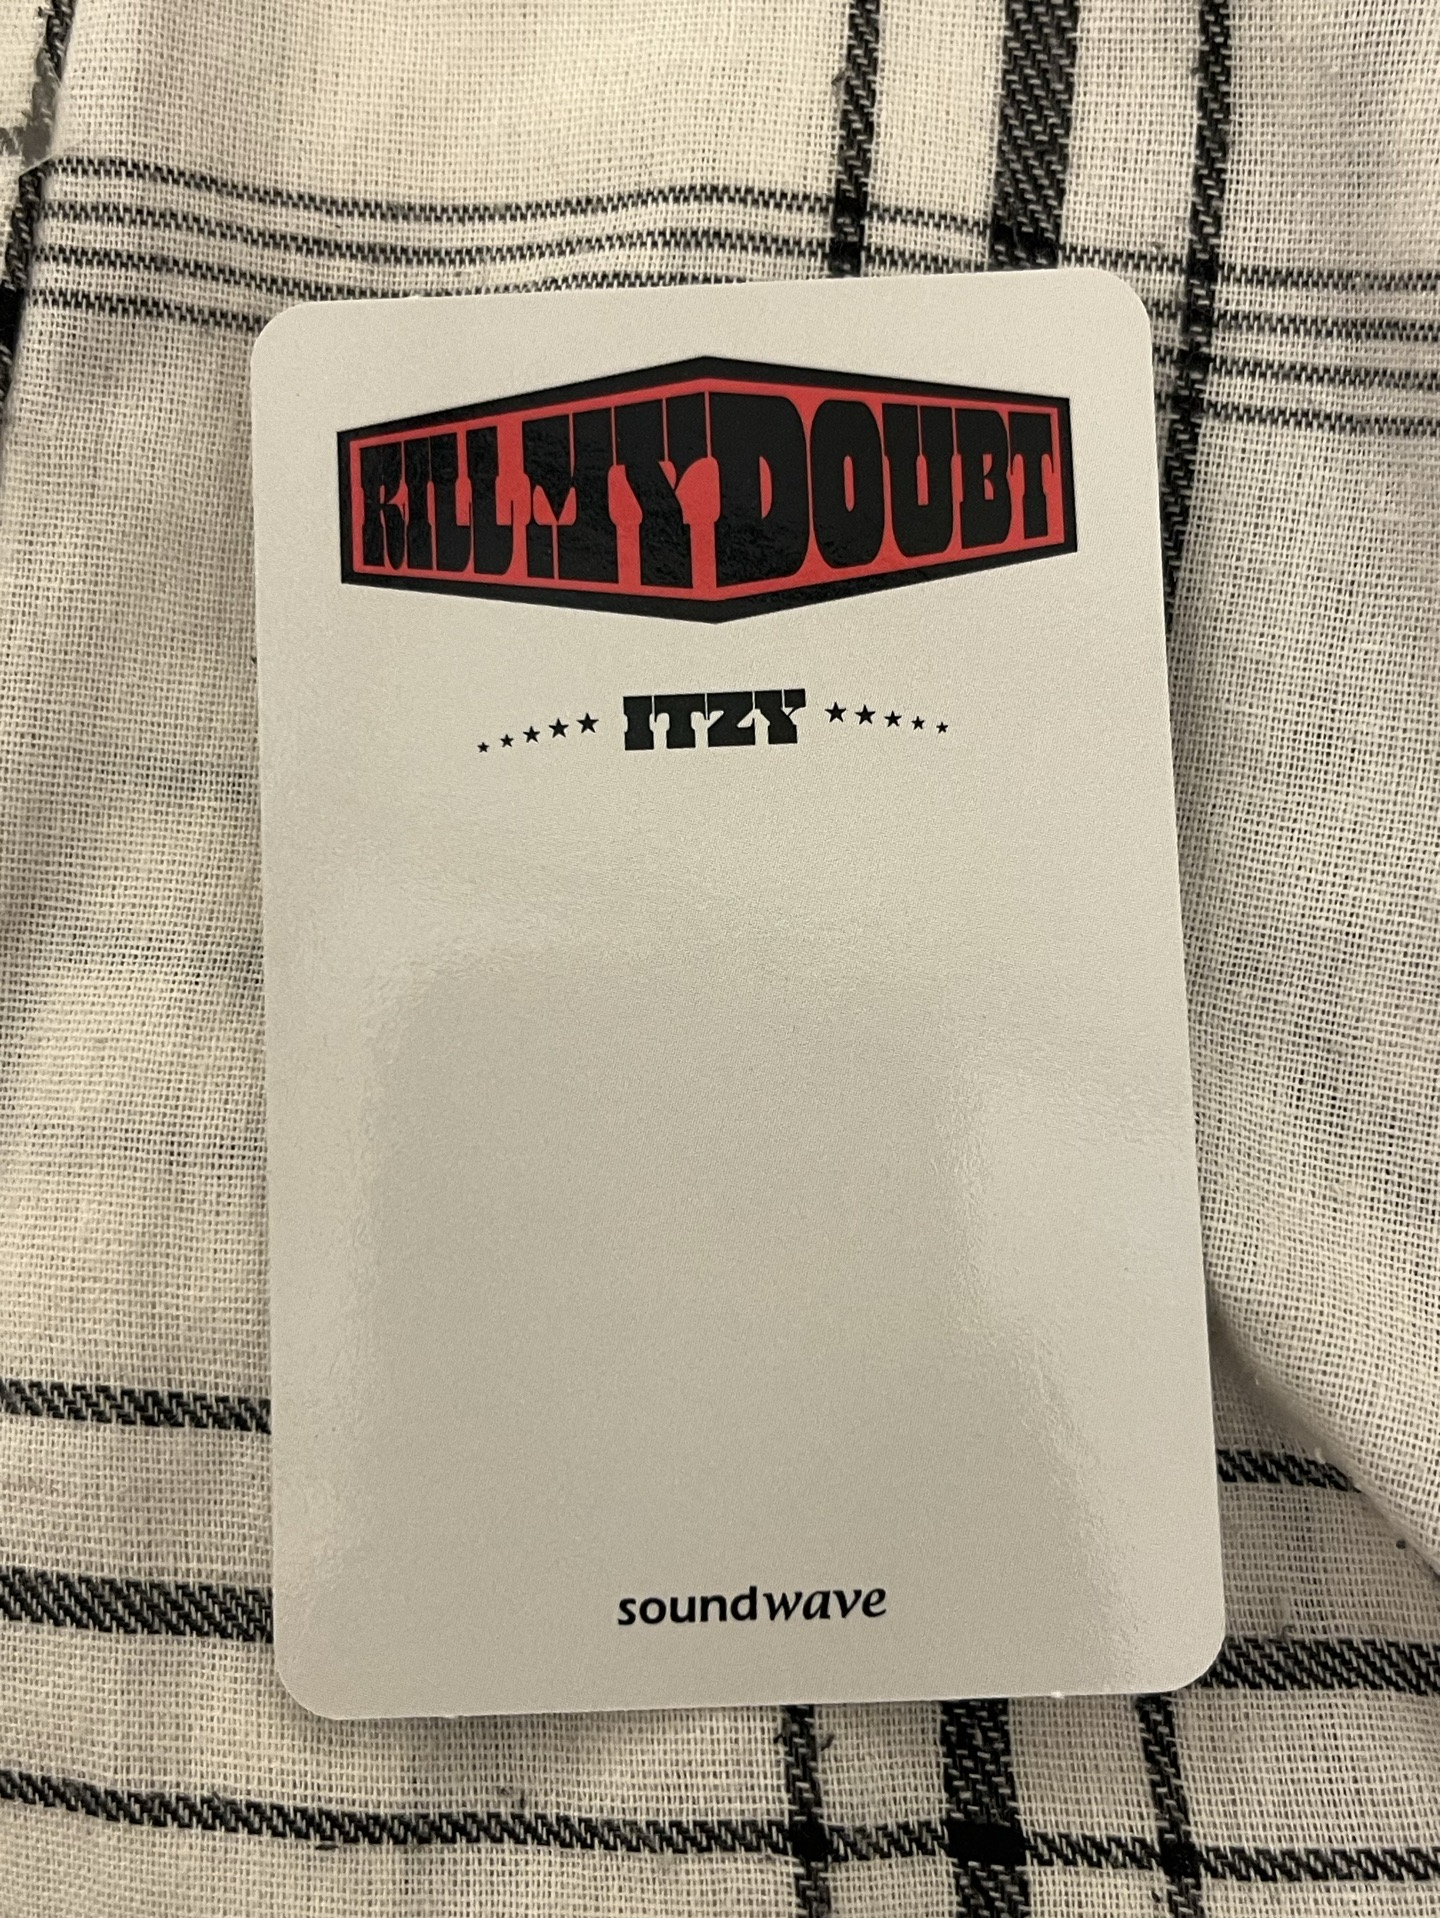 KILL MY DOUBT
★★★★★ ITZY ★★★★★
soundwave